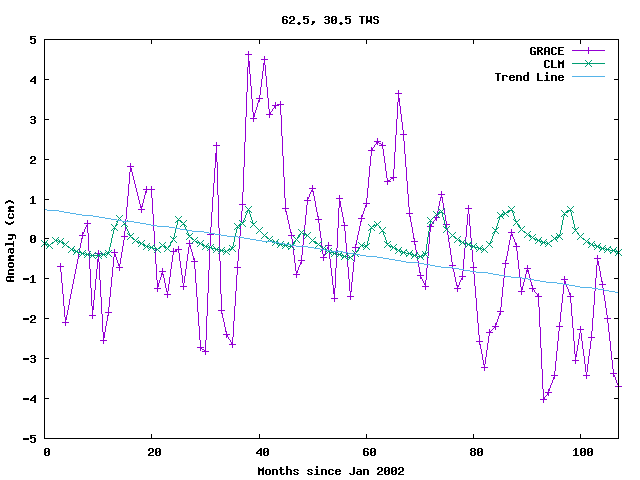 62.5, 30.5 TWS
GRACE
CLM
Trend Line
5
4
3
2
1
0
-1
-2
-3
-4
-5
Anomaly (cm)
0 20 40 60 80 100
Months since Jan 2002